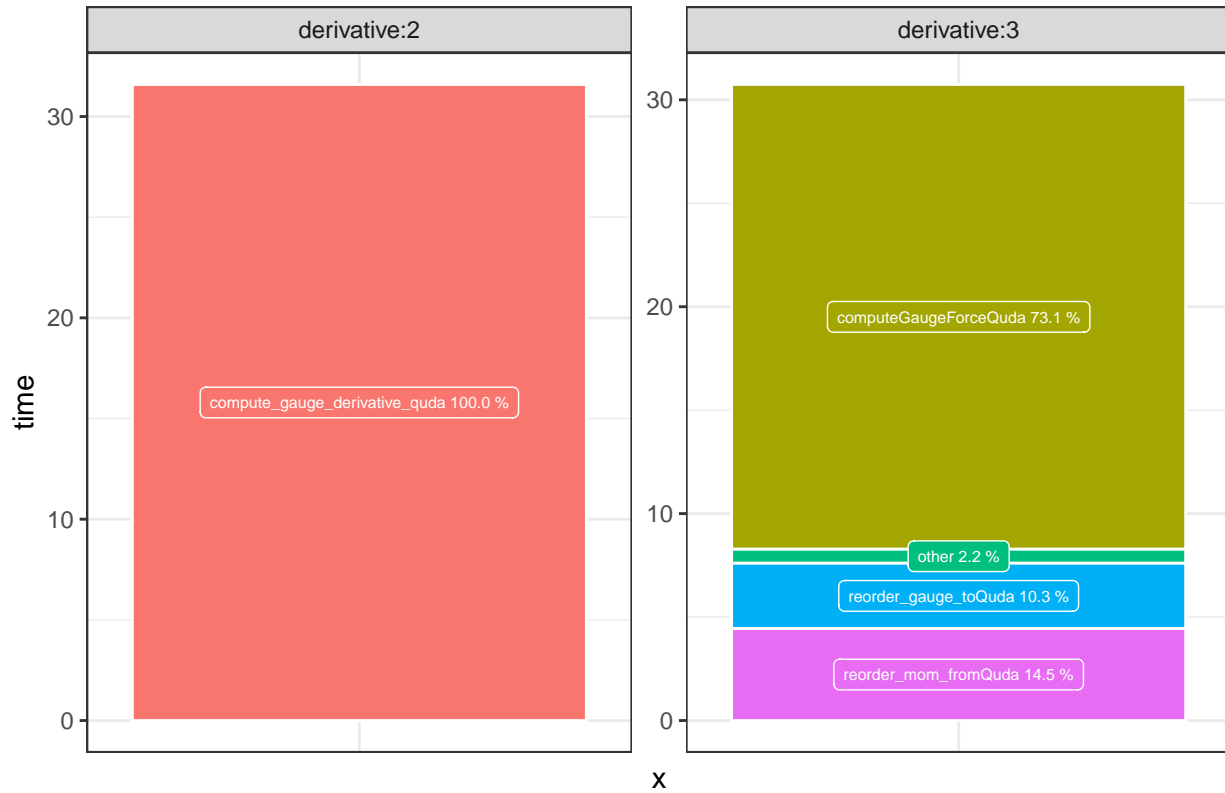 derivative:2
derivative:3
time
30
20
10
0
compute_gauge_derivative_quda 100.0 %
30
20
10
0
computeGaugeForceQuda 73.1 %
other 2.2 %
reorder_gauge_toQuda 10.3 %
reorder_mom_fromQuda 14.5 %
x